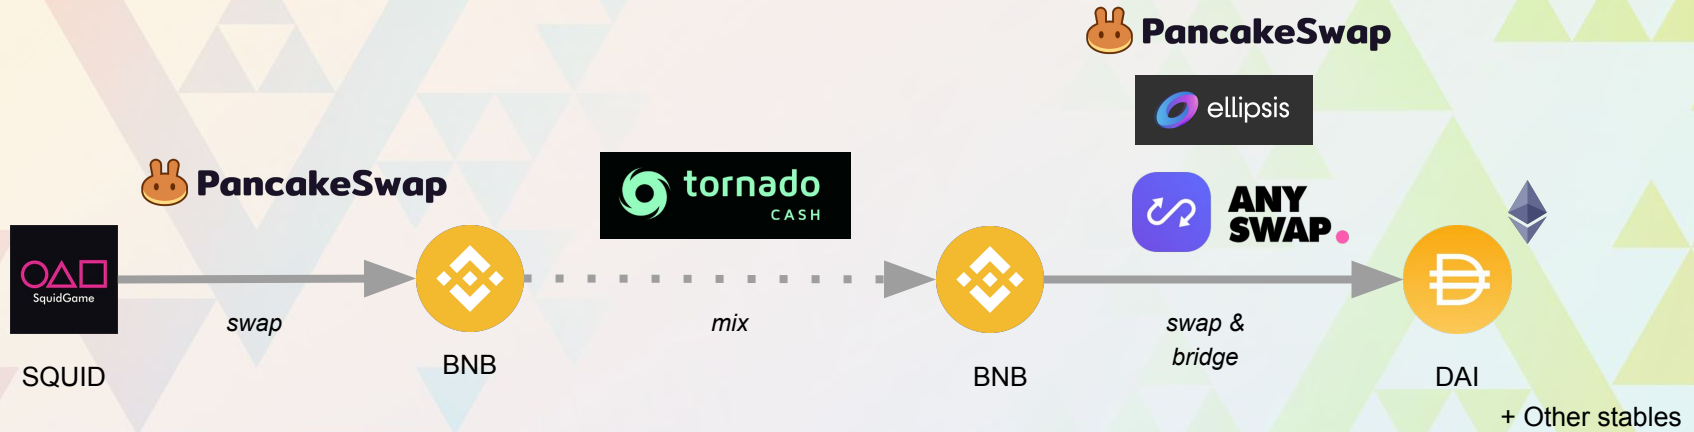 PancakeSwap
ellipsis
PancakeSwap
tornado
CASH
ANY
SWAP.
SquidGame
swap
mix
swap &
bridge
SQUID
BNB
BNB
DAI
+ Other stables